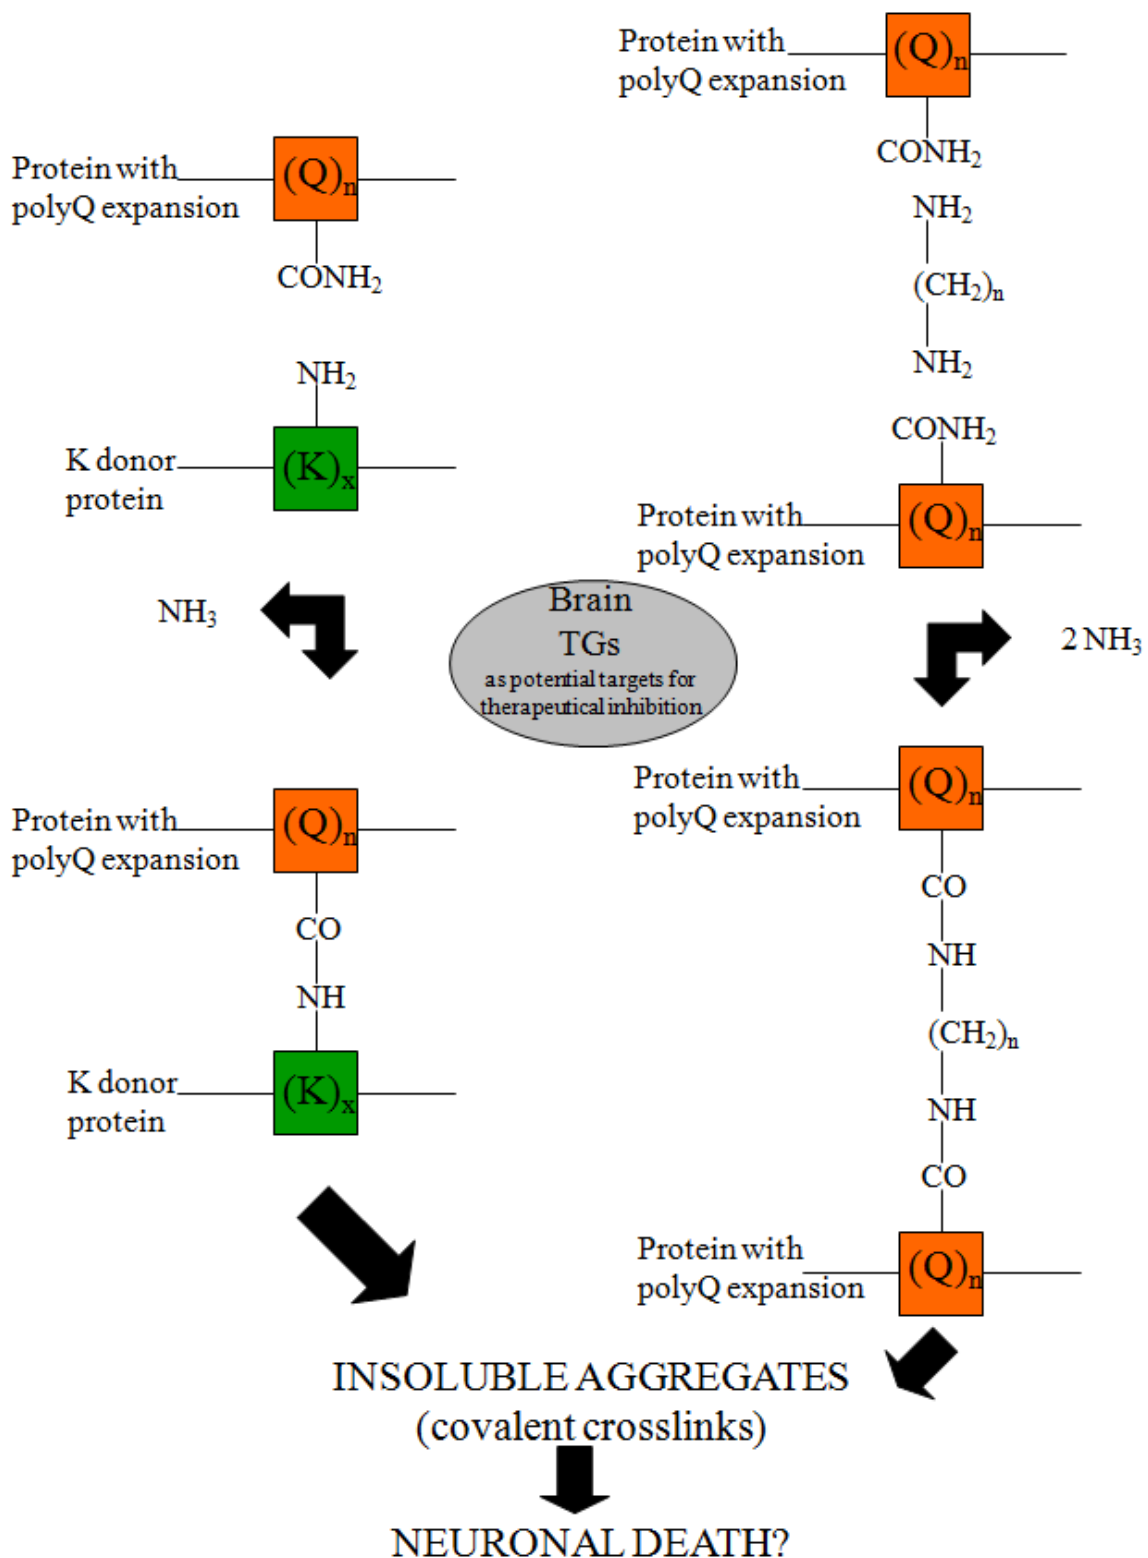 Protein with
polyQ expansion
(Q)n
CONH2
NH2
(K)x
K donor
protein
NH3
Protein with
polyQ expansion
(Q)n
CONH2
NH2
(CH2)n
NH2
CONH2
Protein with
polyQ expansion
(Q)n
2 NH3
Brain
TGs
as potential targets for
therapeutical inhibition
Protein with
polyQ expansion
(Q)n
CO
NH
K donor
protein
(K)x
Protein with
polyQ expansion
(Q)n
CO
NH
(CH2)n
NH
CO
Protein with
polyQ expansion
(Q)n
INSOLUBLE AGGREGATES
(covalent crosslinks)
NEURONAL DEATH?